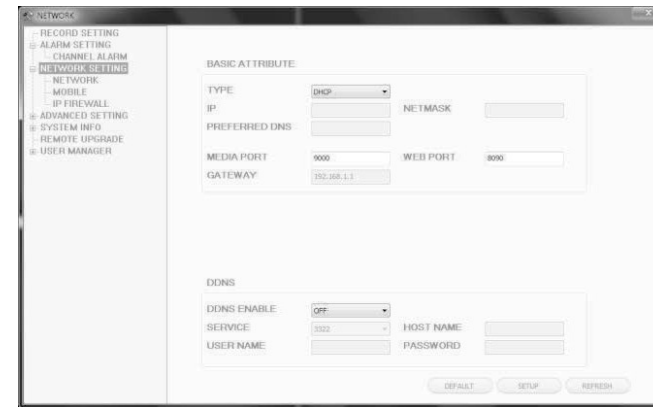 NETWORK
RECORD SETTING
ALARM SETTING
CHANNEL ALARM
NETWORK SETTING
NETWORK
MOBILE
IP FIREWALL
ADVANCED SETTING
SYSTEM INFO
REMOTE UPGRADE
USER MANAGER
BASIC ATTRIBUTE
TYPE DHCP
IP NETMASK
PREFERRED DNS
MEDIA PORT 9000 WEB PORT 8090
GATEWAY 192.168.1.1
DDNS
DDNS ENABLE OFF
SERVICE 3322 HOST NAME
USER NAME PASSWORD
DEFAULT SETUP REFRESH